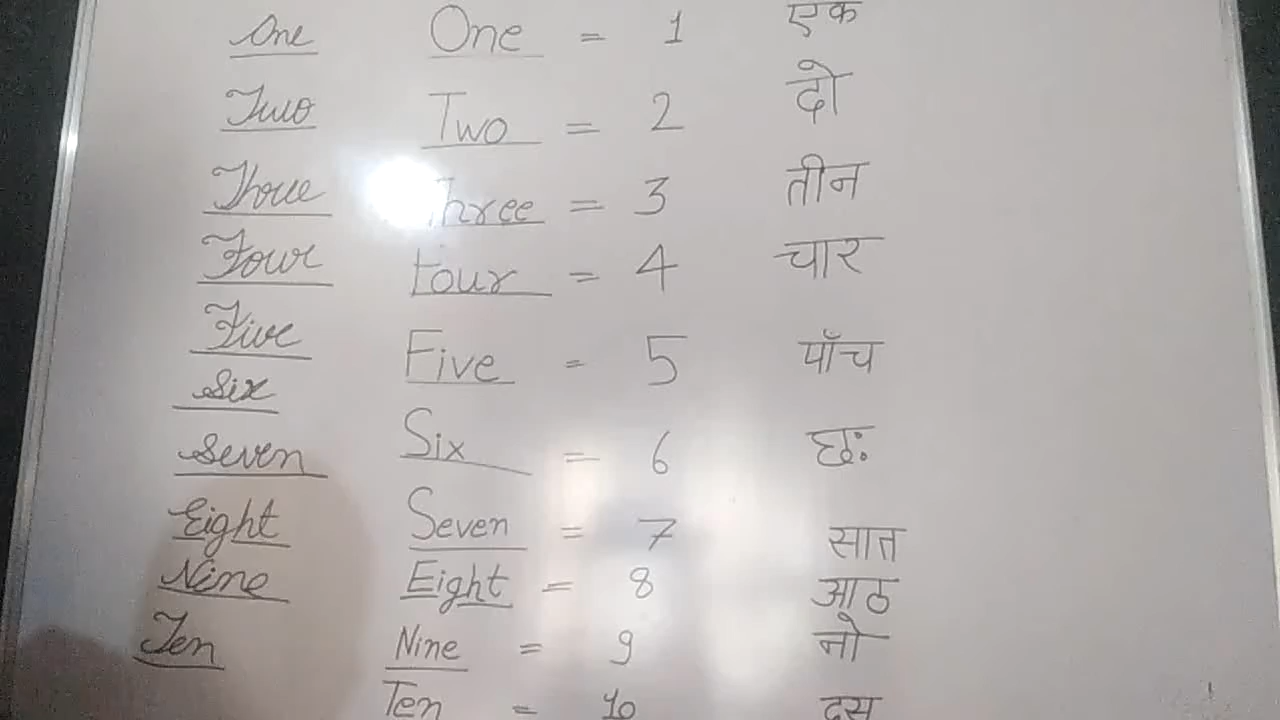 One One = 1 एक
Two Two = 2 दो
Three Three = 3 तीन
Four Four = 4 चार
Five Five = 5 पाँच
Six Six = 6 छः
Seven Seven = 7 सात
Eight Eight = 8 आठ
Nine Nine = 9 नो
Ten Ten = 10 दस